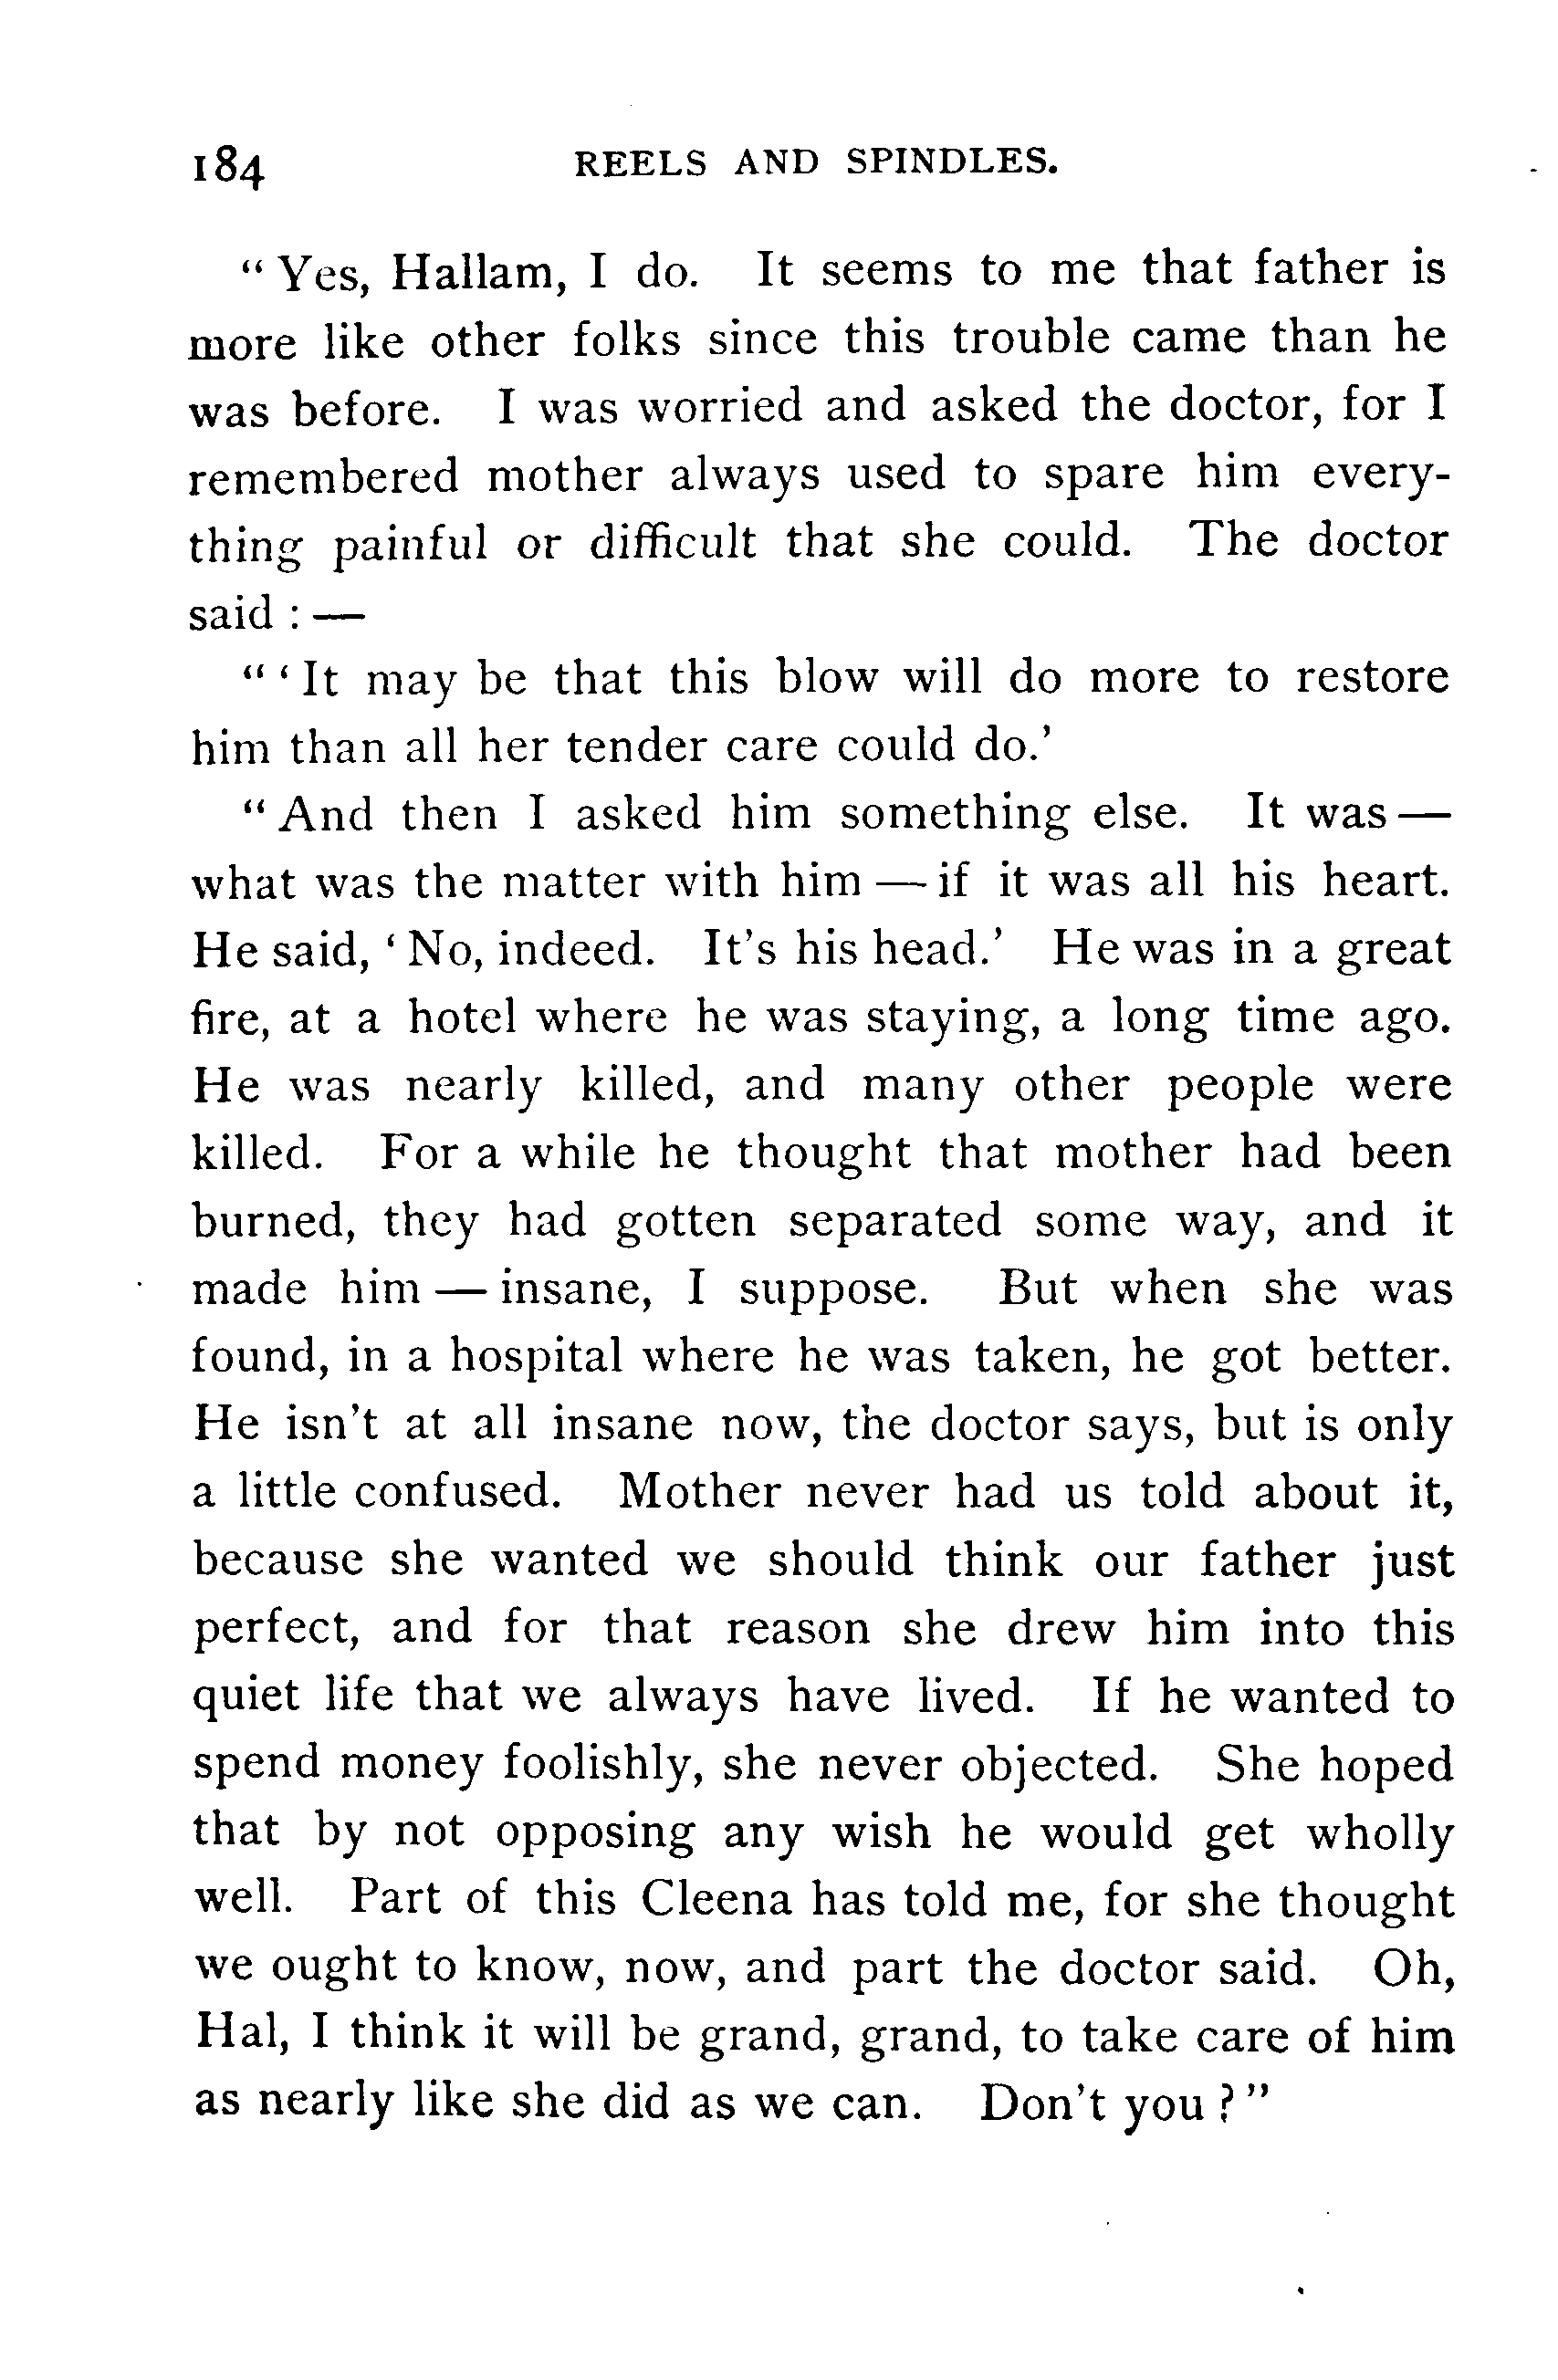 184 REELS AND SPINDLES.
“Yes, Hallam, I do. It seems to me that father is
more like other folks since this trouble came than he
was before. I was worried and asked the doctor, for I
remembered mother always used to spare him every-
thing painful or difficult that she could. The doctor
said : —
“ ‘ It may be that this blow will do more to restore
him than all her tender care could do.’
“And then I asked him something else. It was —
what was the matter with him — if it was all his heart.
He said, ‘ No, indeed. It’s his head.’ He was in a great
fire, at a hotel where he was staying, a long time ago.
He was nearly killed, and many other people were
killed. For a while he thought that mother had been
burned, they had gotten separated some way, and it
made him — insane, I suppose. But when she was
found, in a hospital where he was taken, he got better.
He isn’t at all insane now, the doctor says, but is only
a little confused. Mother never had us told about it,
because she wanted we should think our father just
perfect, and for that reason she drew him into this
quiet life that we always have lived. If he wanted to
spend money foolishly, she never objected. She hoped
that by not opposing any wish he would get wholly
well. Part of this Cleena has told me, for she thought
we ought to know, now, and part the doctor said. Oh,
Hal, I think it will be grand, grand, to take care of him
as nearly like she did as we can. Don’t you ? ”